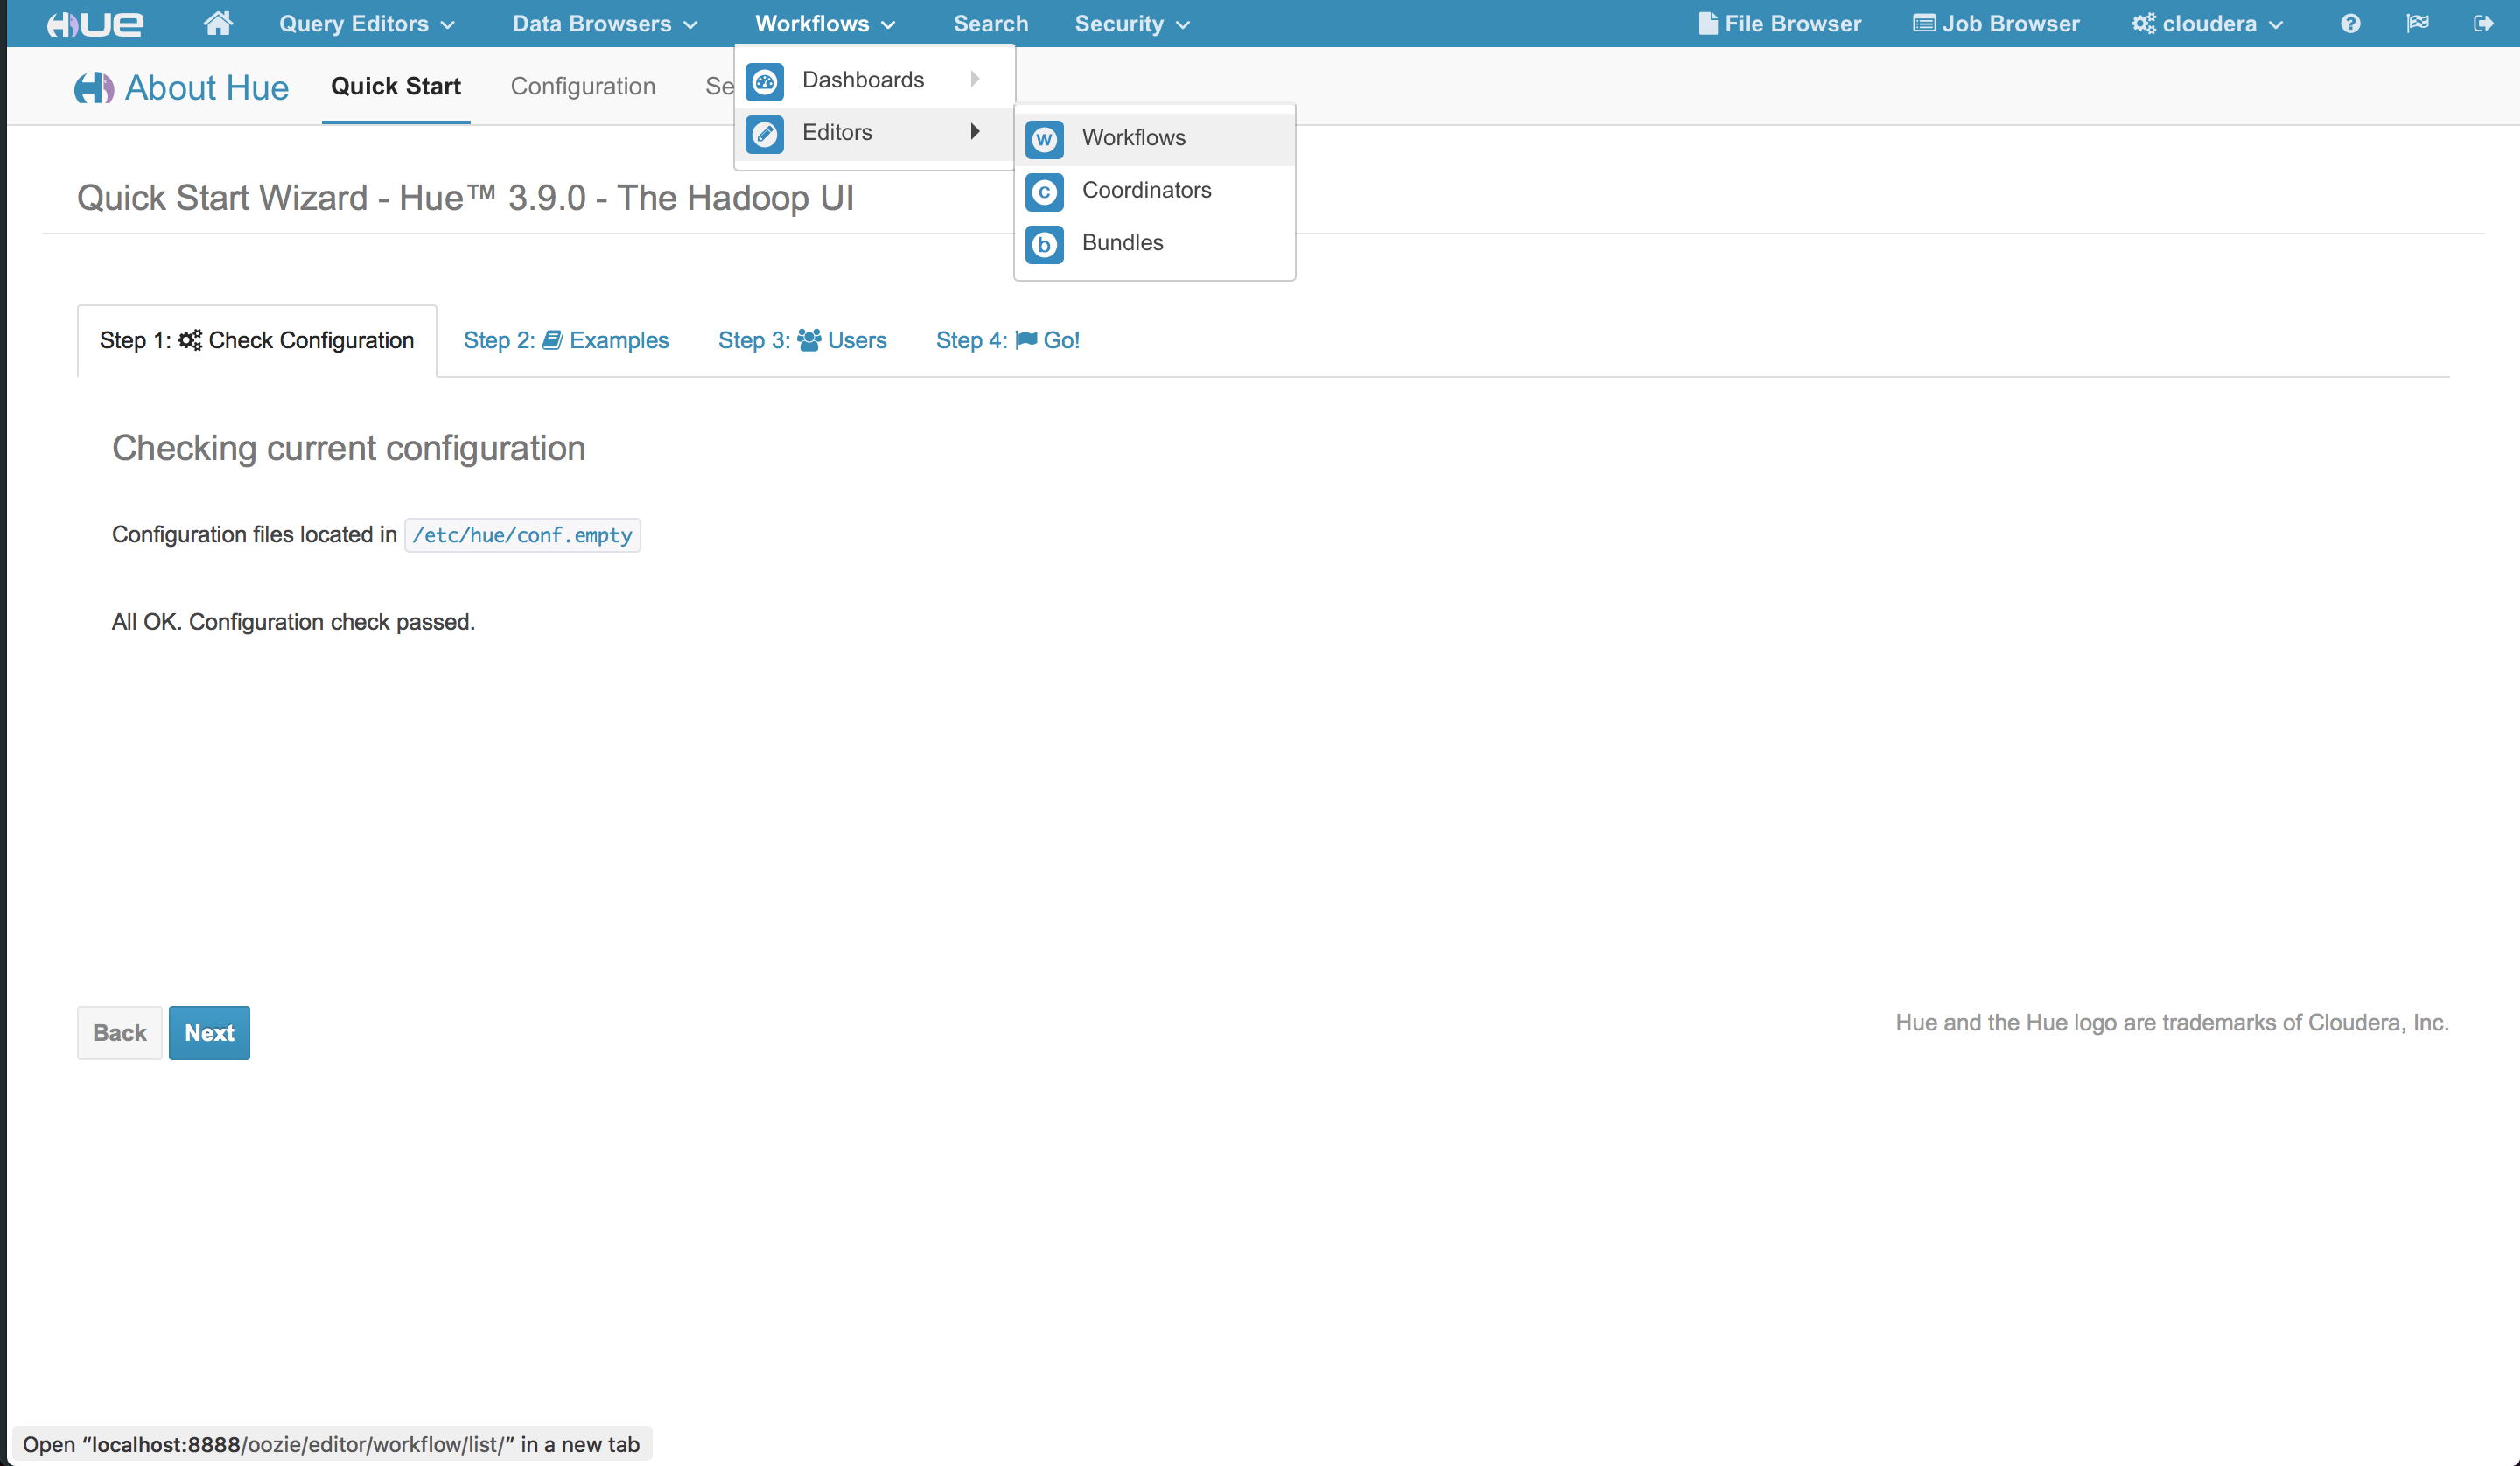 HUE Query Editors Data Browsers Workflows Search Security File Browser Job Browser cloudera
About Hue Quick Start Configuration Se
Dashboards
Editors
Workflows
Coordinators
Bundles
Quick Start Wizard - Hue™ 3.9.0 - The Hadoop UI
Step 1: Check Configuration Step 2: Examples Step 3: Users Step 4: Go!
Checking current configuration
Configuration files located in /etc/hue/conf.empty
All OK. Configuration check passed.
Back Next
Hue and the Hue logo are trademarks of Cloudera, Inc.
Open “localhost:8888/oozie/editor/workflow/list/” in a new tab